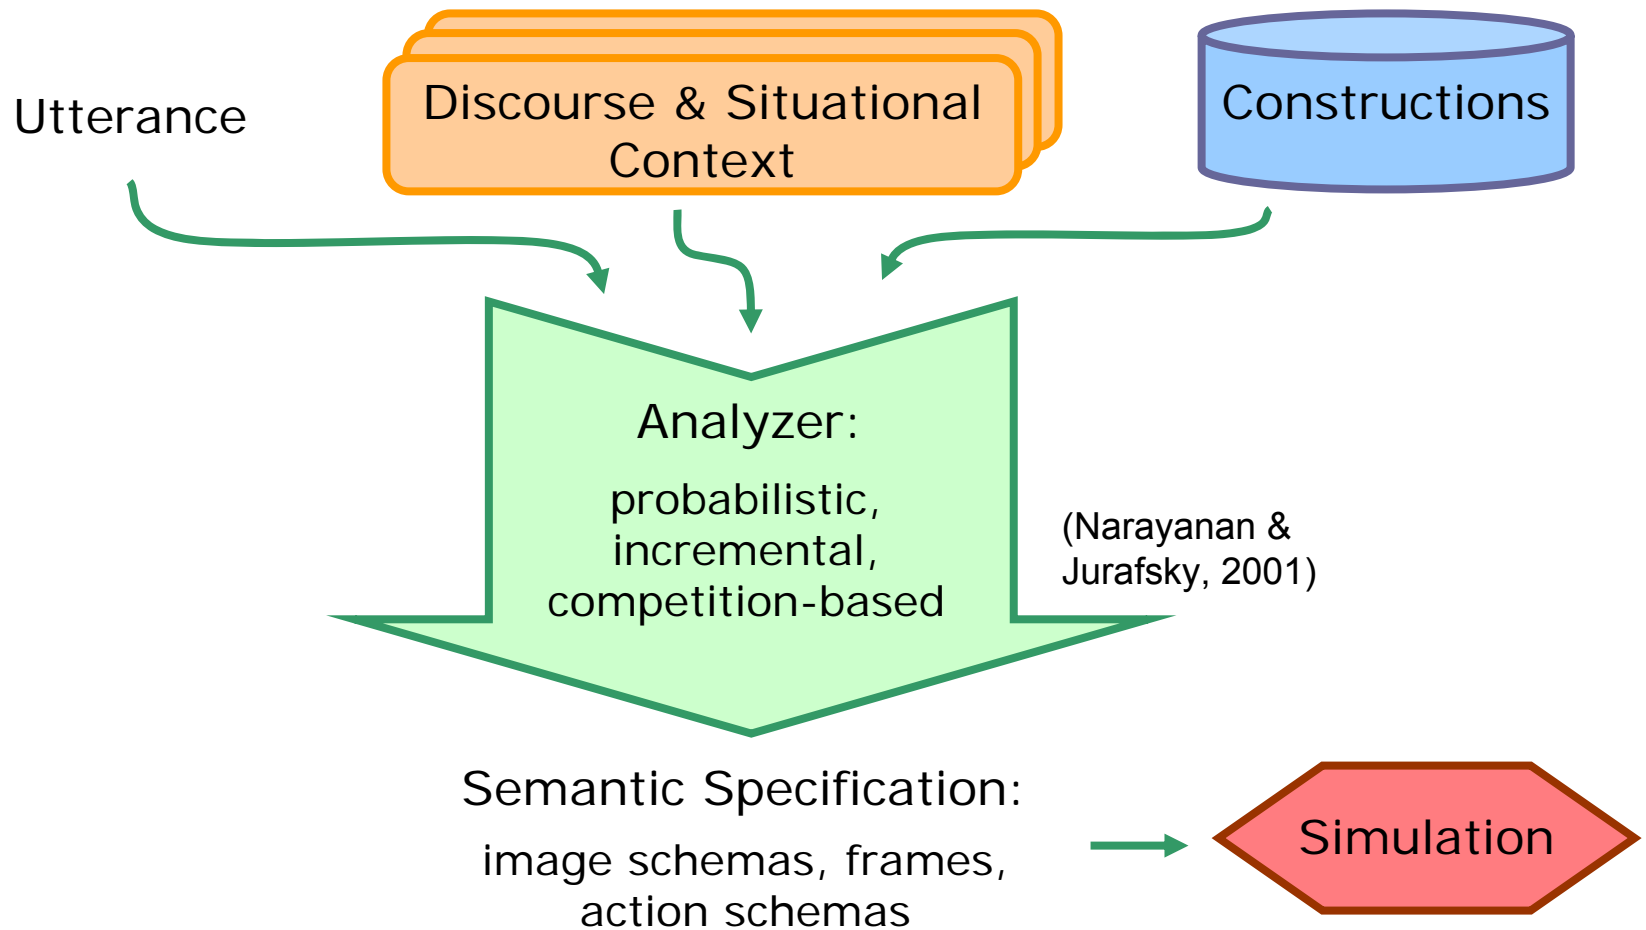 Utterance
Discourse & Situational
Context
Constructions
Analyzer:
probabilistic,
incremental,
competition-based
(Narayanan &
Jurafsky, 2001)
Semantic Specification:
image schemas, frames,
action schemas
Simulation